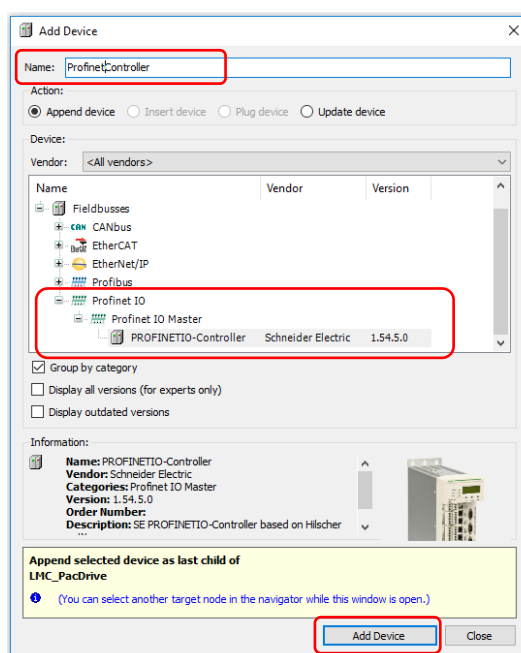 Add Device
Name: ProfinetController
Action:
Append device Insert device Plug device Update device
Device:
Vendor: <All vendors>
Name Vendor Version
Fieldbusses
CAN CANbus
EtherCAT
EtherNet/IP
Profibus
Profinet IO
Profinet IO Master
PROFINETIO-Controller Schneider Electric 1.54.5.0
Group by category
Display all versions (for experts only)
Display outdated versions
Information:
Name: PROFINETIO-Controller
Vendor: Schneider Electric
Categories: Profinet IO Master
Version: 1.54.5.0
Order Number:
Description: SE PROFINETIO-Controller based on Hilscher
...
Append selected device as last child of
LMC_PacDrive
(You can select another target node in the navigator while this window is open.)
Add Device Close